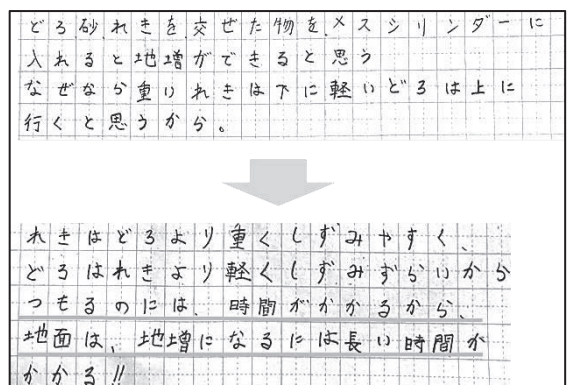 どろ砂れきを交ぜた物をメスシリンダーに
入れると地増ができると思う
なぜなら重いれきは下に軽いどろは上に
行くと思うから。
れきはどろより重くしずみやすく、
どろはれきより軽くしずみずらいから
つもるのには、時間がかかるから、
地面は、地増になるには長い時間が
かかる!!